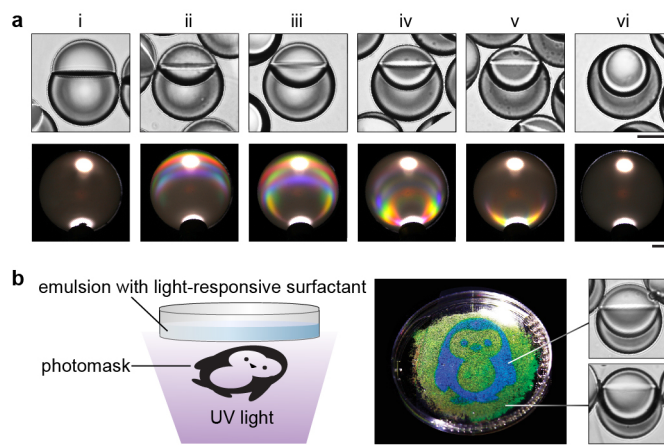 a
i ii iii iv v vi
b
emulsion with light-responsive surfactant
photomask
UV light